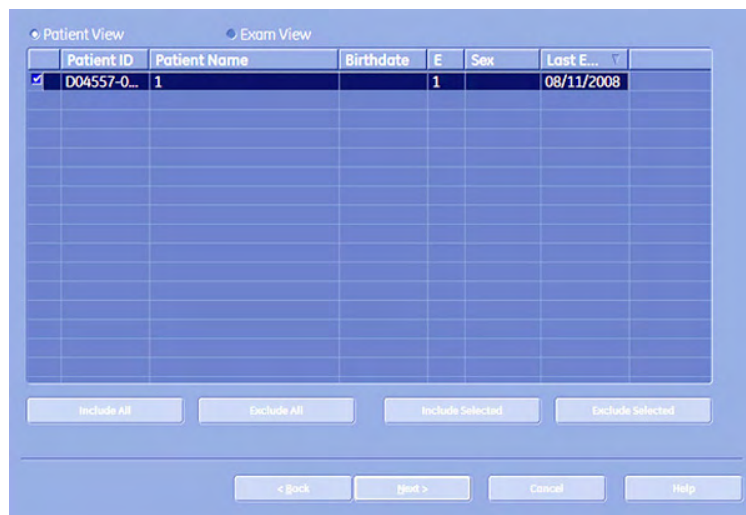 Patient View Exam View
Patient ID Patient Name Birthdate E Sex Last E...
D04557-0... 1 1 08/11/2008
Include All Exclude All Include Selected Exclude Selected
< Back Next > Cancel Help